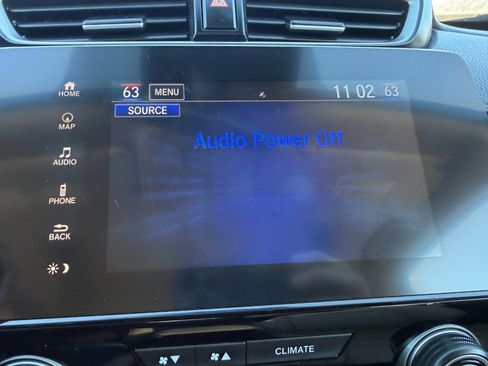 63 MENU 11 02 63
HOME
SOURCE
Audio Power Off
MAP
AUDIO
PHONE
BACK
CLIMATE